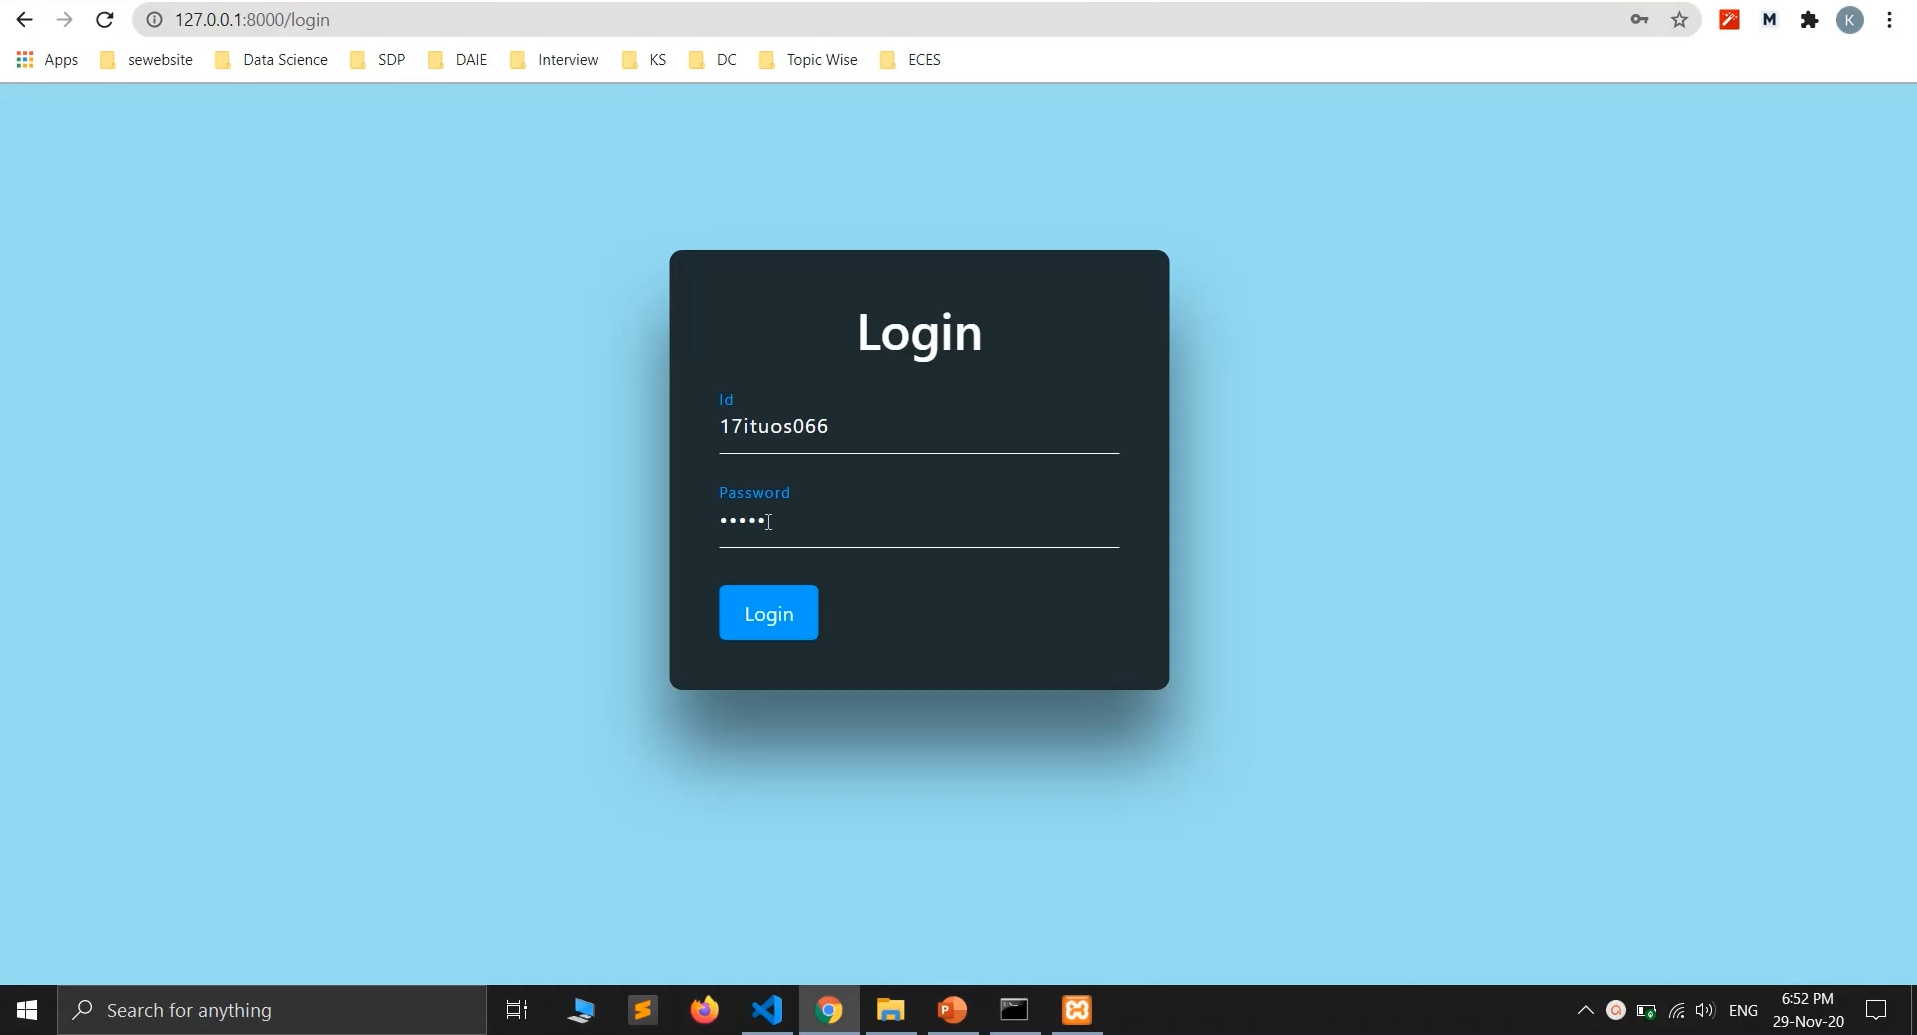 127.0.0.1:8000/login
M
K
Apps sewebsite Data Science SDP DAIE Interview KS DC Topic Wise ECES
Login
Id
17ituos066
Password
•••••
Login
Search for anything
ENG
6:52 PM
29-Nov-20